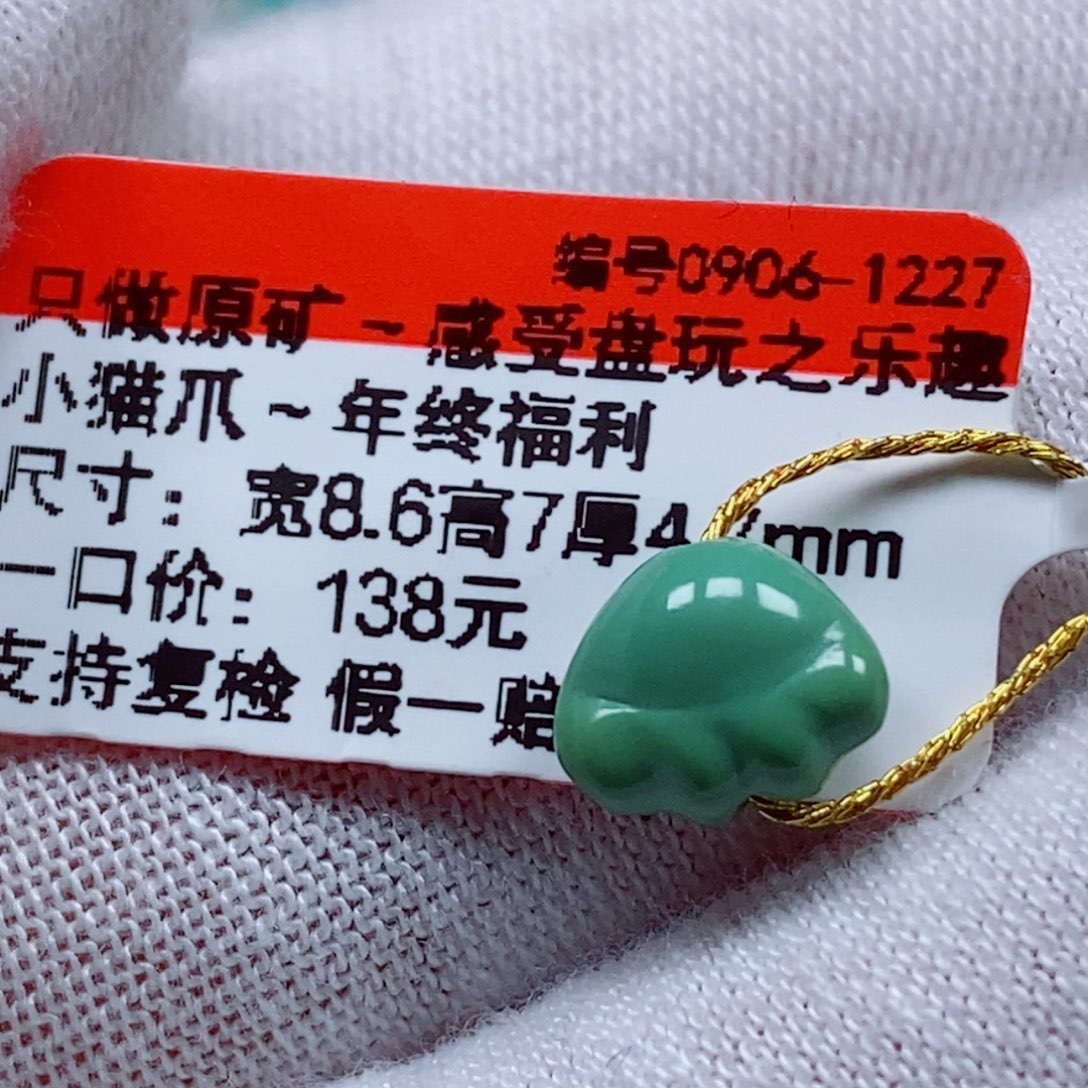 编号0906-1227
只做原矿~感受盘玩之乐趣
小猫爪~年终福利
尺寸：宽8.6高7厚4. mm
一口价：138元
支持复检 假一赔